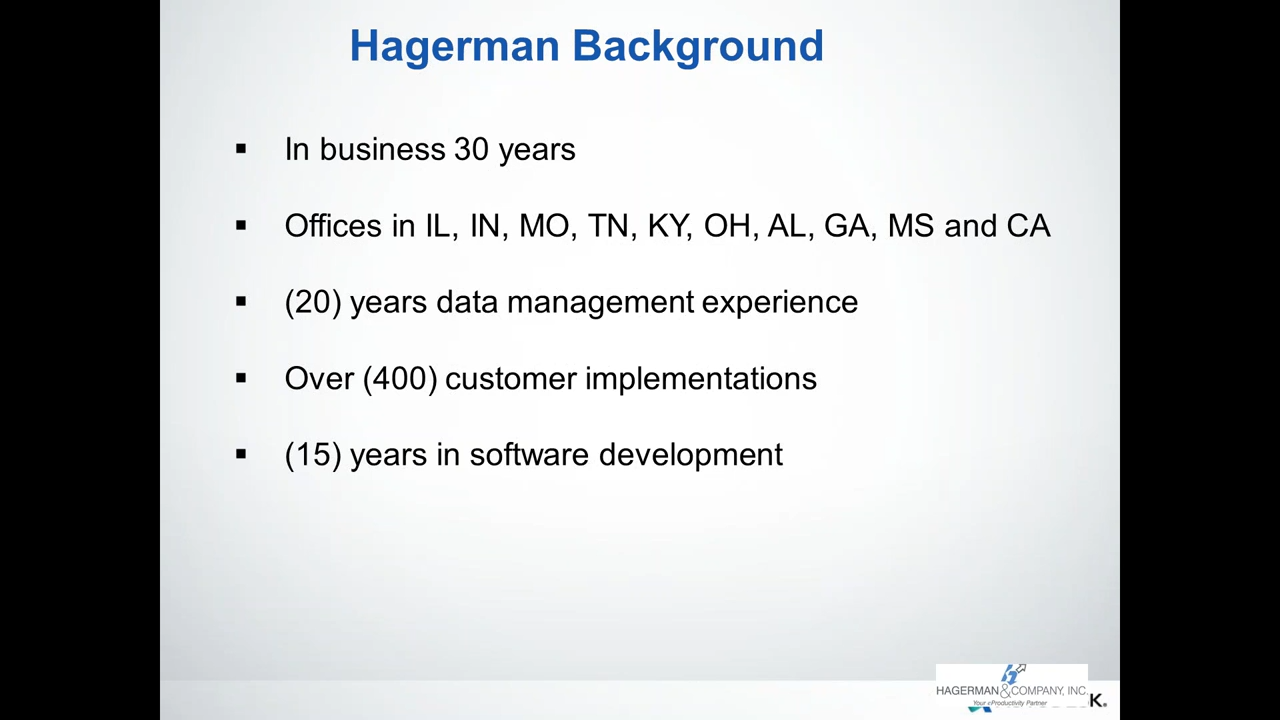 Hagerman Background
▪ In business 30 years
▪ Offices in IL, IN, MO, TN, KY, OH, AL, GA, MS and CA
▪ (20) years data management experience
▪ Over (400) customer implementations
▪ (15) years in software development
HAGERMAN & COMPANY, INC
Your eProductivity Partner
K.